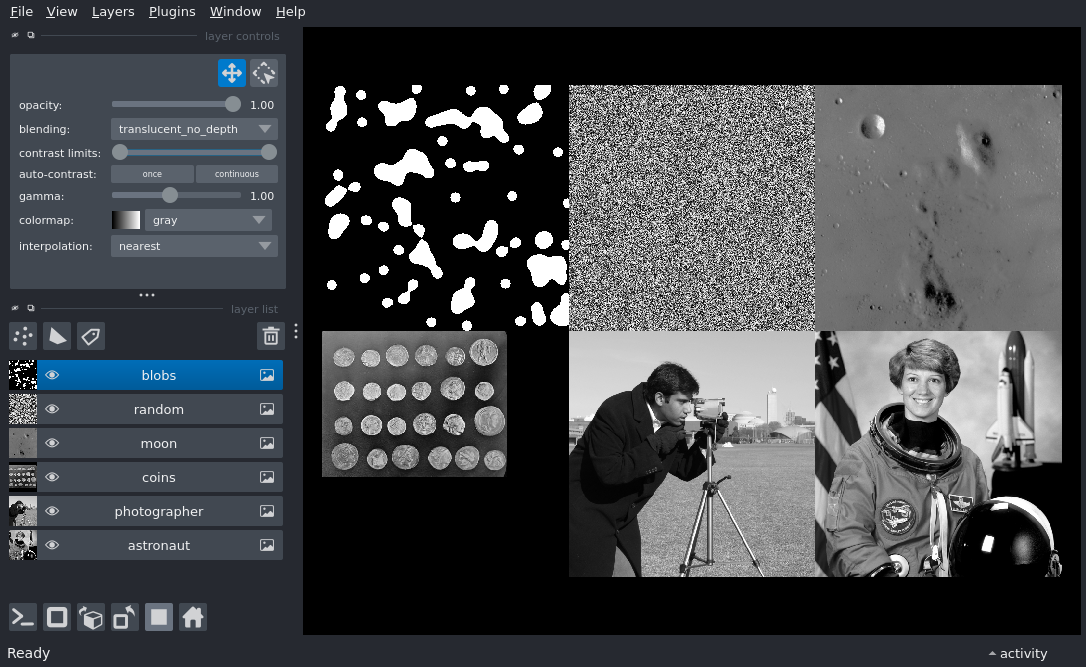 File View Layers Plugins Window Help
layer controls
opacity: 1.00
blending: translucent_no_depth
contrast limits:
auto-contrast: once continuous
gamma: 1.00
colormap: gray
interpolation: nearest
layer list
blobs
random
moon
coins
photographer
astronaut
Ready
activity